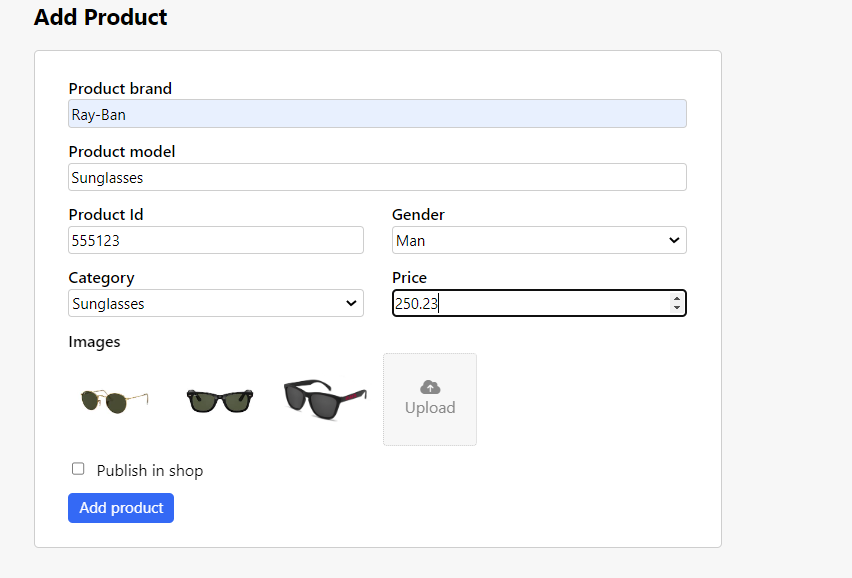 Add Product
Product brand
Ray-Ban
Product model
Sunglasses
Product Id
Gender
555123
Man
Category
Price
Sunglasses
250.23
Images
Upload
Publish in shop
Add product